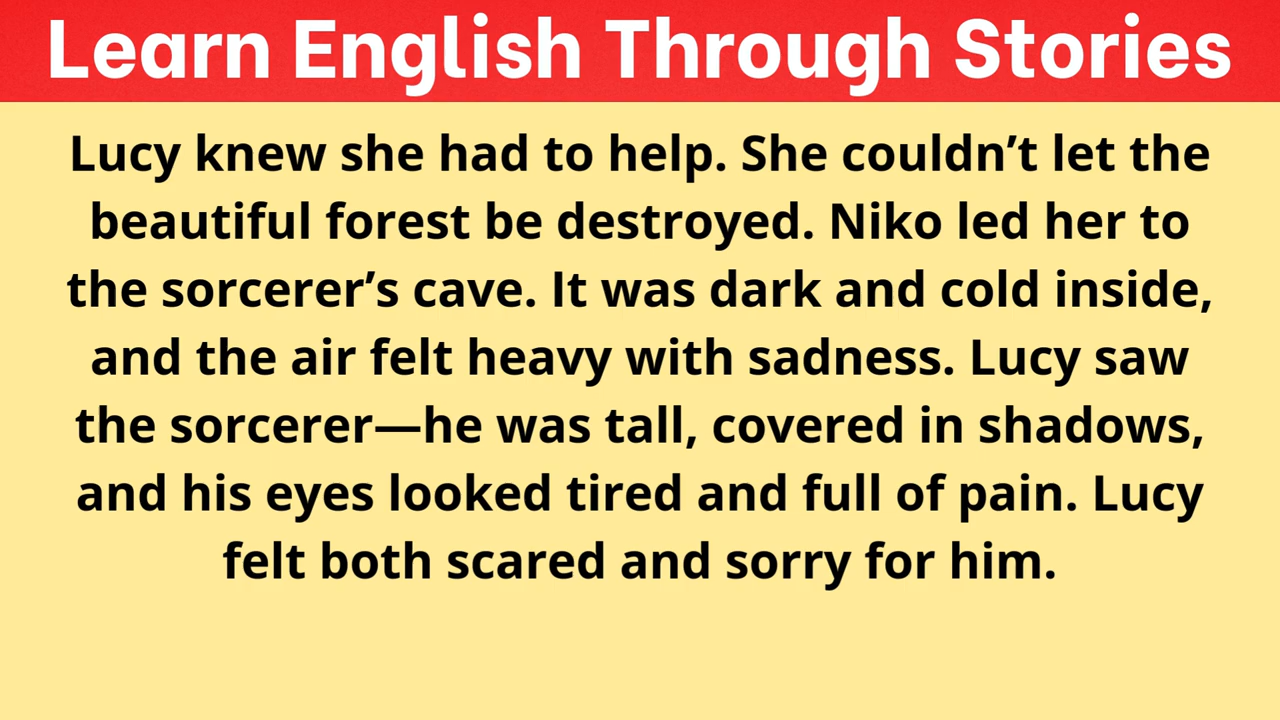 Learn English Through Stories
Lucy knew she had to help. She couldn’t let the
beautiful forest be destroyed. Niko led her to
the sorcerer’s cave. It was dark and cold inside,
and the air felt heavy with sadness. Lucy saw
the sorcerer—he was tall, covered in shadows,
and his eyes looked tired and full of pain. Lucy
felt both scared and sorry for him.